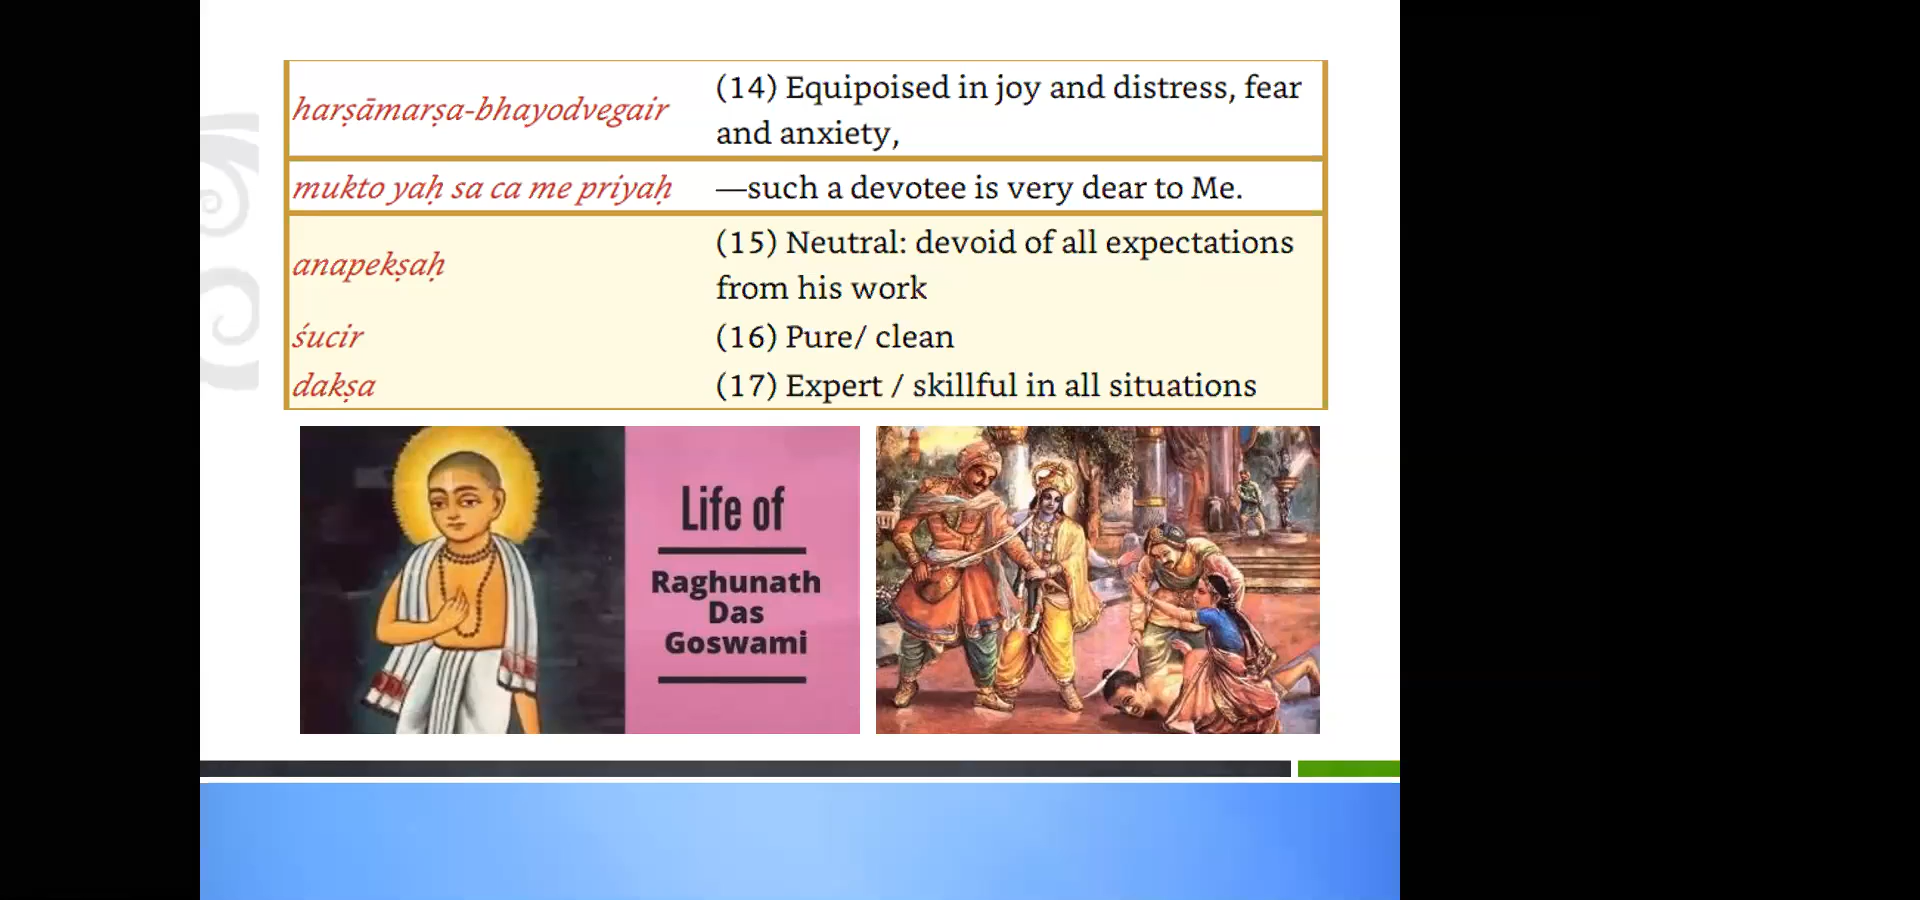 harṣāmarṣa-bhayodvegair
(14) Equipoised in joy and distress, fear
and anxiety,
mukto yaḥ sa ca me priyaḥ
—such a devotee is very dear to Me.
anapekṣaḥ
(15) Neutral: devoid of all expectations
from his work
śucir
(16) Pure/ clean
dakṣa
(17) Expert / skillful in all situations
Life of
Raghunath
Das
Goswami